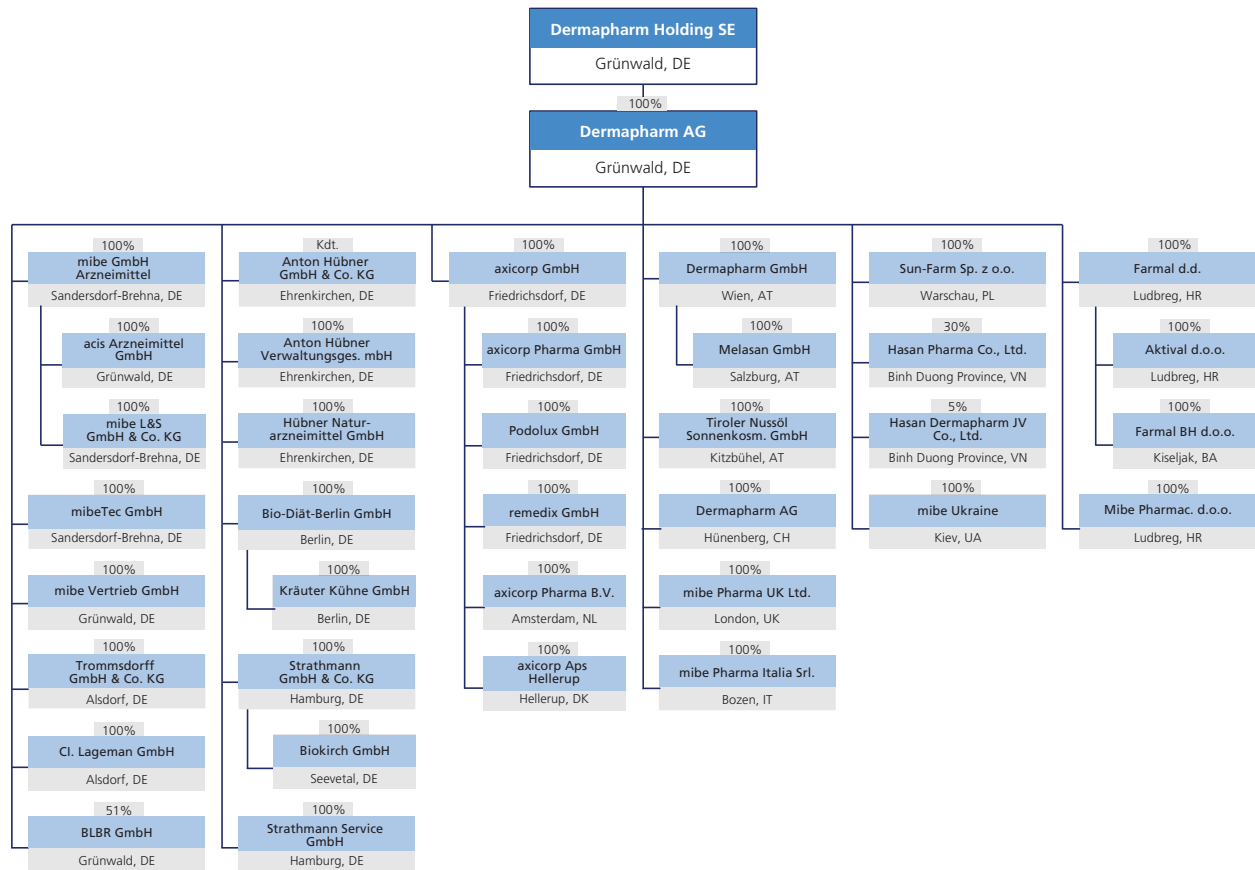 Dermapharm Holding SE
Grünwald, DE
100%
Dermapharm AG
Grünwald, DE
100%
mibe GmbH
Arzneimittel
Sandersdorf-Brehna, DE
100%
acis Arzneimittel
GmbH
Grünwald, DE
100%
mibe L&S
GmbH & Co. KG
Sandersdorf-Brehna, DE
100%
mibeTec GmbH
Sandersdorf-Brehna, DE
100%
mibe Vertrieb GmbH
Grünwald, DE
100%
Trommsdorff
GmbH & Co. KG
Alsdorf, DE
100%
CI. Lageman GmbH
Alsdorf, DE
51%
BLBR GmbH
Grünwald, DE
Kdt.
Anton Hübner
GmbH & Co. KG
Ehrenkirchen, DE
100%
Anton Hübner
Verwaltungsges. mbH
Ehrenkirchen, DE
100%
Hübner Natur-
arzneimittel GmbH
Ehrenkirchen, DE
100%
Bio-Diät-Berlin GmbH
Berlin, DE
100%
Kräuter Kühne GmbH
Berlin, DE
100%
Strathmann
GmbH & Co. KG
Hamburg, DE
100%
Biokirch GmbH
Seevetal, DE
100%
Strathmann Service
GmbH
Hamburg, DE
100%
axicorp GmbH
Friedrichsdorf, DE
100%
axicorp Pharma GmbH
Friedrichsdorf, DE
100%
Podolux GmbH
Friedrichsdorf, DE
100%
remedix GmbH
Friedrichsdorf, DE
100%
axicorp Pharma B.V.
Amsterdam, NL
100%
axicorp Aps
Hellerup
Hellerup, DK
100%
Dermapharm GmbH
Wien, AT
100%
Melasan GmbH
Salzburg, AT
100%
Tiroler Nussöl
Sonnenkosm. GmbH
Kitzbühel, AT
100%
Dermapharm AG
Hünenberg, CH
100%
mibe Pharma UK Ltd.
London, UK
100%
mibe Pharma Italia Srl.
Bozen, IT
100%
Sun-Farm Sp. z o.o.
Warschau, PL
30%
Hasan Pharma Co., Ltd.
Binh Duong Province, VN
5%
Hasan Dermapharm JV
Co., Ltd.
Binh Duong Province, VN
100%
mibe Ukraine
Kiev, UA
100%
Farmal d.d.
Ludbreg, HR
100%
Aktival d.o.o.
Ludbreg, HR
100%
Farmal BH d.o.o.
Kiseljak, BA
100%
Mibe Pharmac. d.o.o.
Ludbreg, HR